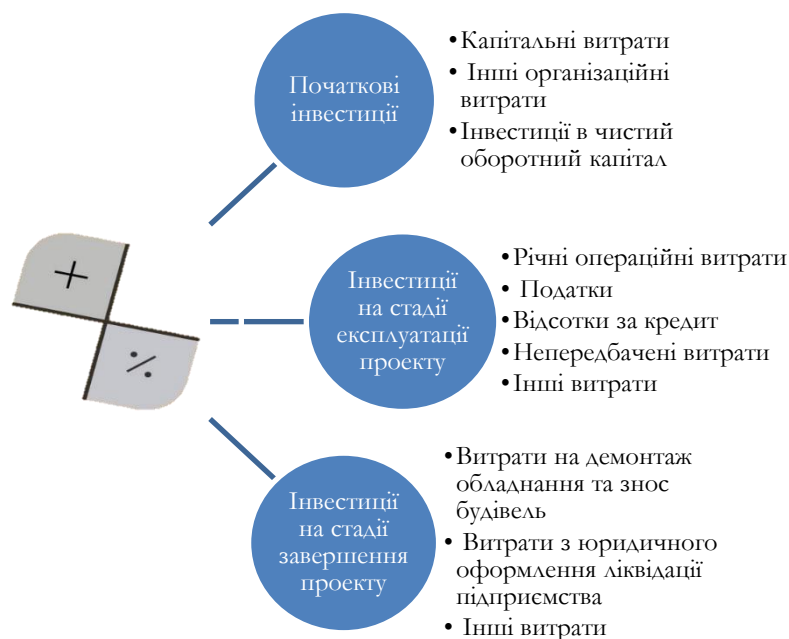 Початкові
інвестиції
•Капітальні витрати
• Інші організаційні
витрати
•Інвестиції в чистий
оборотний капітал
+
%
Інвестиції
на стадії
експлуатації
проекту
•Річні операційні витрати
• Податки
•Відсотки за кредит
•Непередбачені витрати
•Інші витрати
Інвестиції
на стадії
завершення
проекту
•Витрати на демонтаж
обладнання та знос
будівель
• Витрати з юридичного
оформлення ліквідації
підприємства
• Інші витрати